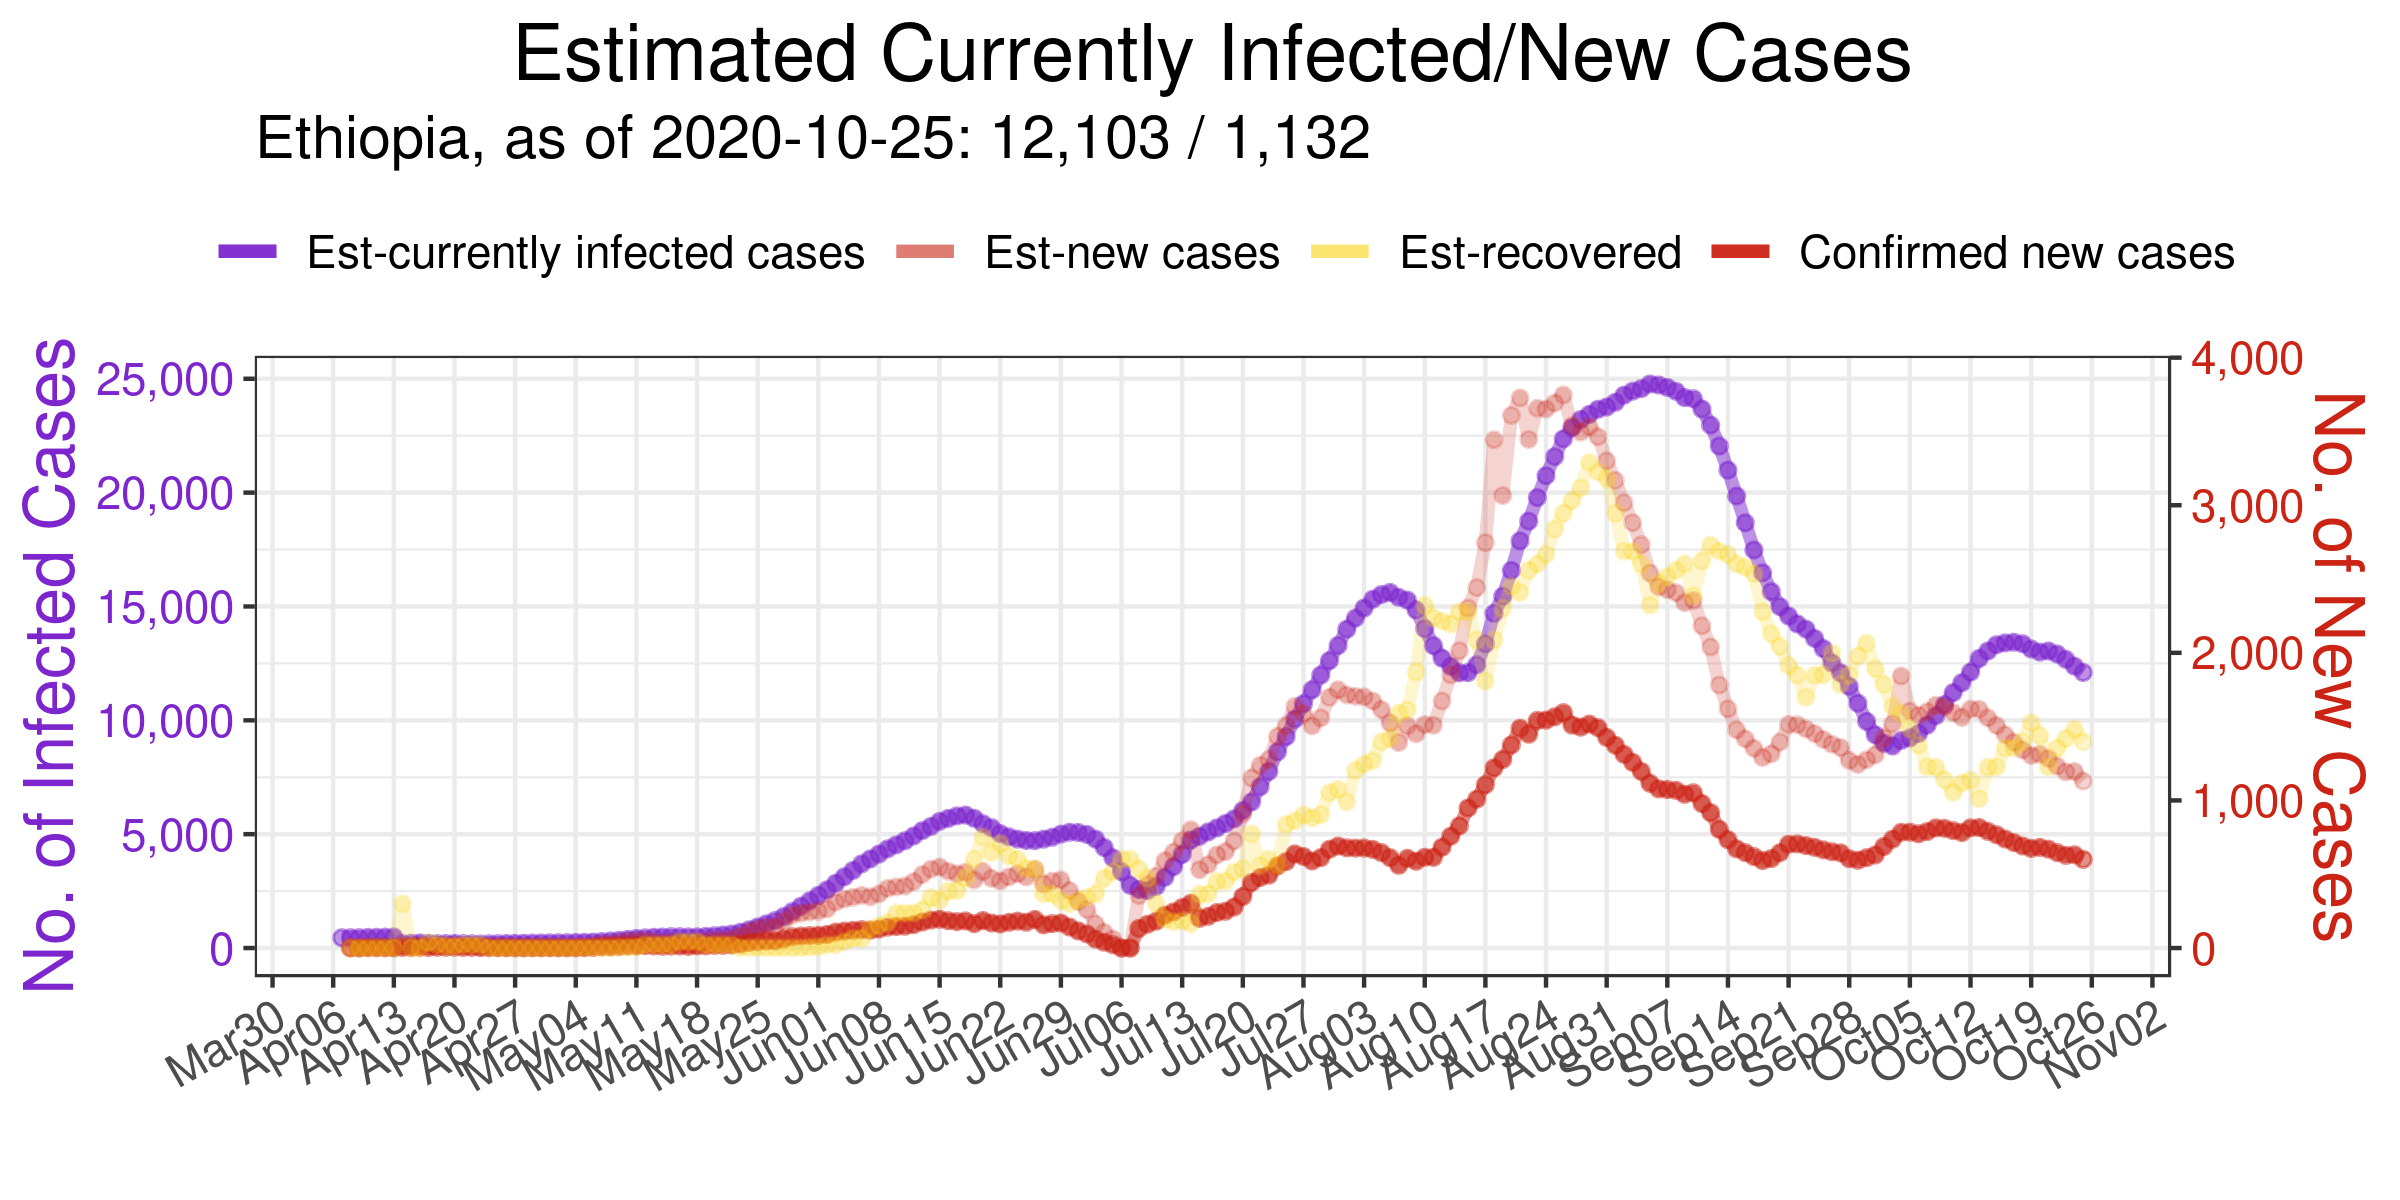 Estimated Currently Infected/New Cases
Ethiopia, as of 2020-10-25: 12,103 / 1,132
Est-currently infected cases Est-new cases Est-recovered Confirmed new cases
No. of Infected Cases
25,000
20,000
15,000
10,000
5,000
0
4,000
3,000
2,000
1,000
0
No. of New Cases
Mar30 Apr06 Apr13 Apr20 Apr27 May04 May11 May18 May25 Jun01 Jun08 Jun15 Jun22 Jun29 Jul06 Jul13 Jul20 Jul27 Aug03 Aug10 Aug17 Aug24 Aug31 Sep07 Sep14 Sep21 Sep28 Oct05 Oct12 Oct19 Oct26 Nov02